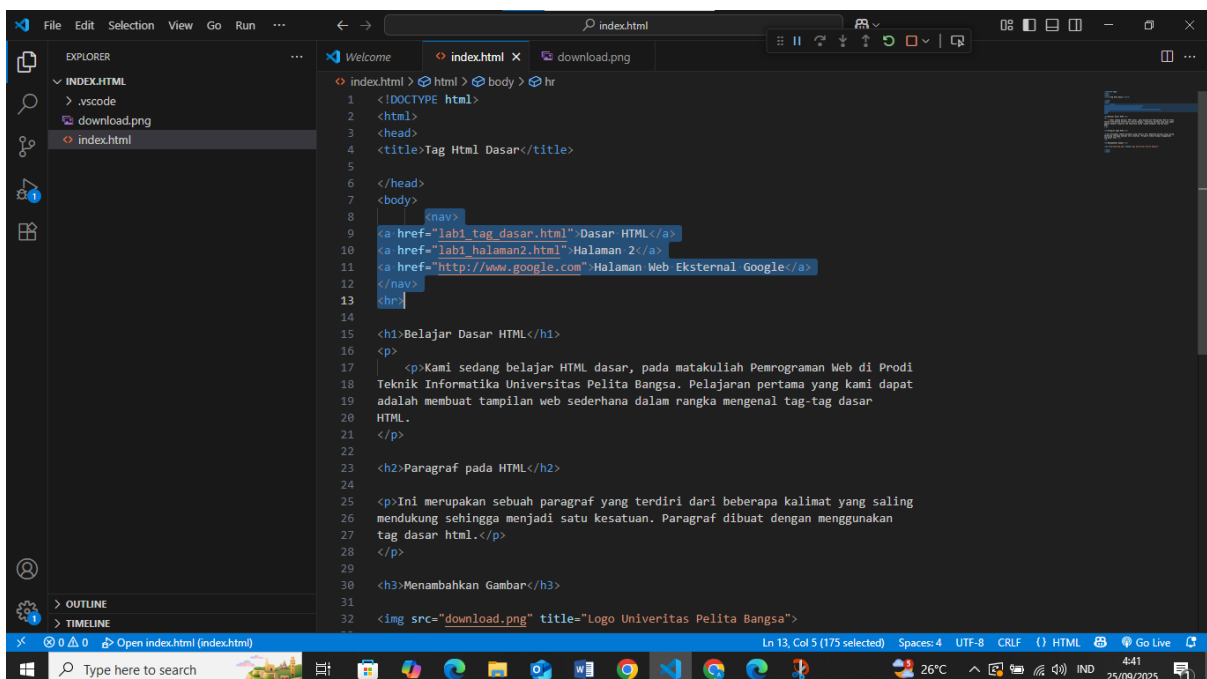 File Edit Selection View Go Run ··· index.html
EXPLORER ···
Welcome index.html download.png
INDEX.HTML
.vscode
download.png
index.html
index.html > html > body > hr
1 <!DOCTYPE html>
2 <html>
3 <head>
4 <title>Tag Html Dasar</title>
5
6 </head>
7 <body>
8 <nav>
9 <a href="lab1_tag_dasar.html">Dasar HTML</a>
10 <a href="lab1_halaman2.html">Halaman 2</a>
11 <a href="http://www.google.com">Halaman Web Eksternal Google</a>
12 </nav>
13 <hr>
14
15 <h1>Belajar Dasar HTML</h1>
16 <p>
17 <p>Kami sedang belajar HTML dasar, pada matakuliah Pemrograman Web di Prodi
18 Teknik Informatika Universitas Pelita Bangsa. Pelajaran pertama yang kami dapat
19 adalah membuat tampilan web sederhana dalam rangka mengenal tag-tag dasar
20 HTML.
21 </p>
22
23 <h2>Paragraf pada HTML</h2>
24
25 <p>Ini merupakan sebuah paragraf yang terdiri dari beberapa kalimat yang saling
26 mendukung sehingga menjadi satu kesatuan. Paragraf dibuat dengan menggunakan
27 tag dasar html.</p>
28 </p>
29
30 <h3>Menambahkan Gambar</h3>
31
32 <img src="download.png" title="Logo Univeritas Pelita Bangsa">
OUTLINE
TIMELINE
1
1
0 0 Open index.html (index.html) Ln 13, Col 5 (175 selected) Spaces: 4 UTF-8 CRLF {} HTML Go Live
Type here to search 26°C IND 4:41
25/09/2025